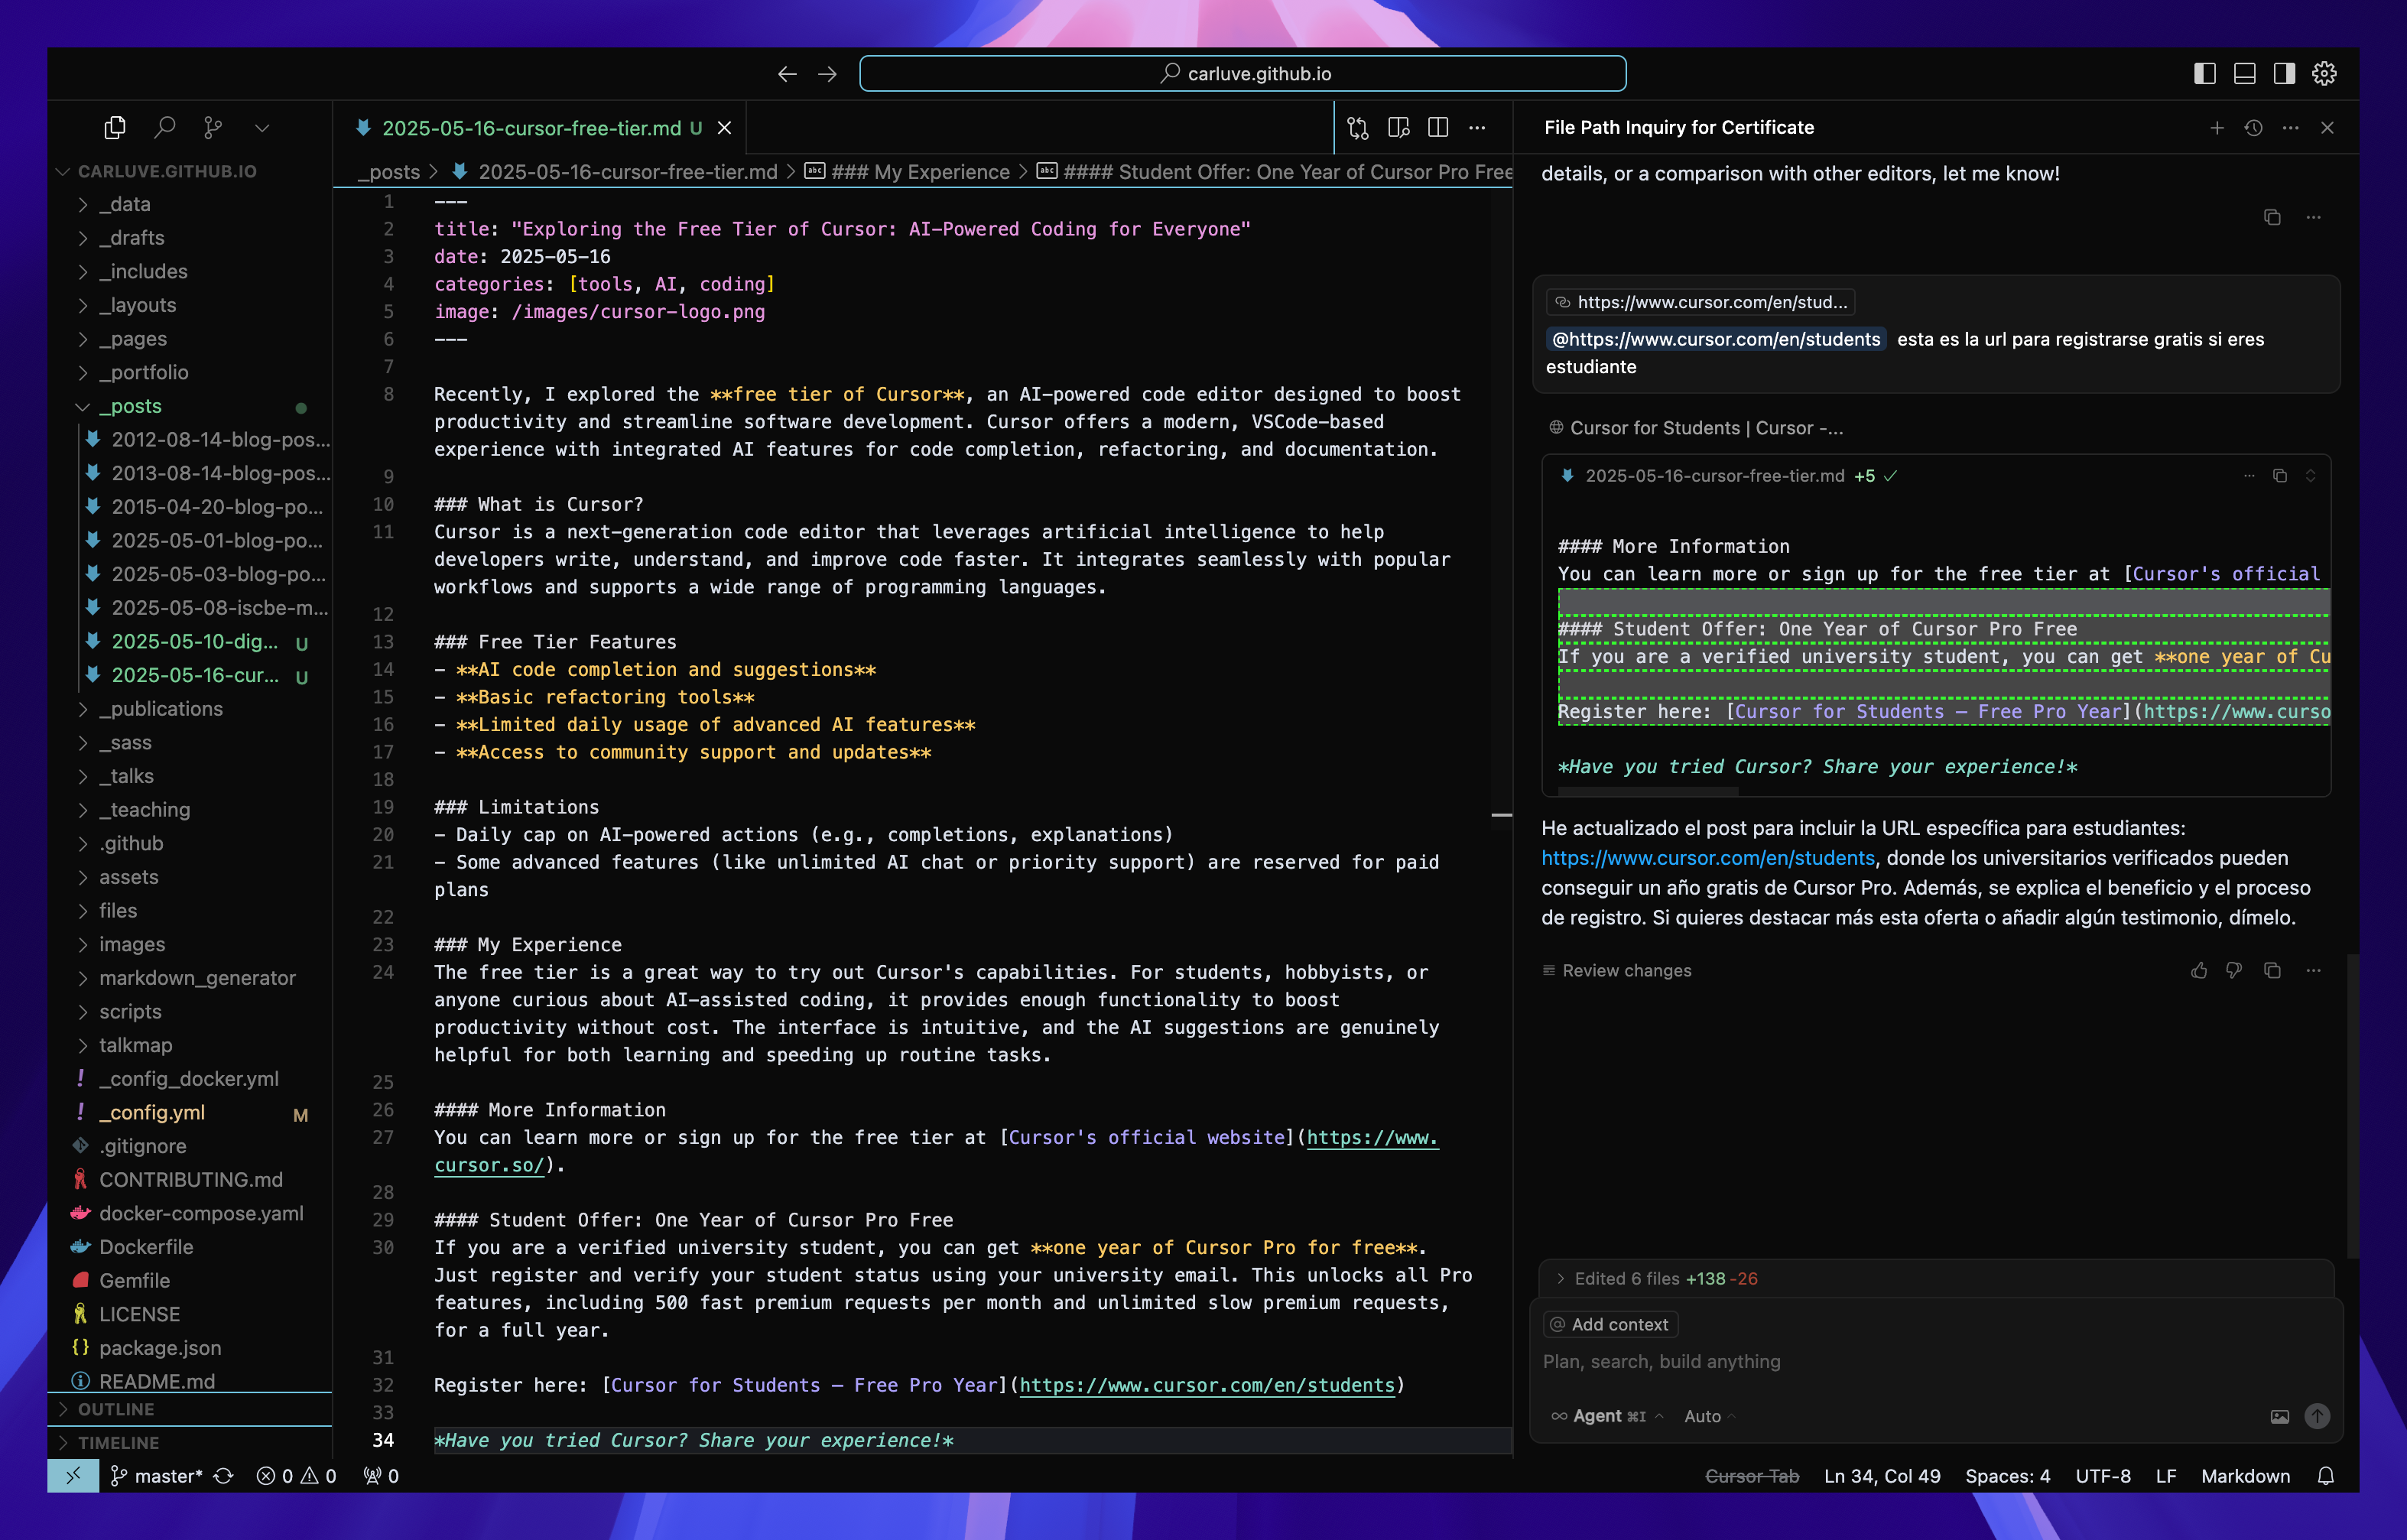 carluve.github.io
CARLUVE.GITHUB.IO
_data
_drafts
_includes
_layouts
_pages
_portfolio
_posts
2012-08-14-blog-pos...
2013-08-14-blog-pos...
2015-04-20-blog-po...
2025-05-01-blog-po...
2025-05-03-blog-po...
2025-05-08-iscbe-m...
2025-05-10-dig... U
2025-05-16-cur... U
_publications
_sass
_talks
_teaching
.github
assets
files
images
markdown_generator
scripts
talkmap
! _config_docker.yml
! _config.yml M
.gitignore
CONTRIBUTING.md
docker-compose.yaml
Dockerfile
Gemfile
LICENSE
{} package.json
README.md
OUTLINE
TIMELINE
2025-05-16-cursor-free-tier.md U
_posts > 2025-05-16-cursor-free-tier.md > abc ### My Experience > abc #### Student Offer: One Year of Cursor Pro Free
1 ---
2 title: "Exploring the Free Tier of Cursor: AI-Powered Coding for Everyone"
3 date: 2025-05-16
4 categories: [tools, AI, coding]
5 image: /images/cursor-logo.png
6 ---
7
8 Recently, I explored the **free tier of Cursor**, an AI-powered code editor designed to boost
productivity and streamline software development. Cursor offers a modern, VSCode-based
experience with integrated AI features for code completion, refactoring, and documentation.
9
10 ### What is Cursor?
11 Cursor is a next-generation code editor that leverages artificial intelligence to help
developers write, understand, and improve code faster. It integrates seamlessly with popular
workflows and supports a wide range of programming languages.
12
13 ### Free Tier Features
14 - **AI code completion and suggestions**
15 - **Basic refactoring tools**
16 - **Limited daily usage of advanced AI features**
17 - **Access to community support and updates**
18
19 ### Limitations
20 - Daily cap on AI-powered actions (e.g., completions, explanations)
21 - Some advanced features (like unlimited AI chat or priority support) are reserved for paid
plans
22
23 ### My Experience
24 The free tier is a great way to try out Cursor's capabilities. For students, hobbyists, or
anyone curious about AI-assisted coding, it provides enough functionality to boost
productivity without cost. The interface is intuitive, and the AI suggestions are genuinely
helpful for both learning and speeding up routine tasks.
25
26 #### More Information
27 You can learn more or sign up for the free tier at [Cursor's official website](https://www.
cursor.so/).
28
29 #### Student Offer: One Year of Cursor Pro Free
30 If you are a verified university student, you can get **one year of Cursor Pro for free**.
Just register and verify your student status using your university email. This unlocks all Pro
features, including 500 fast premium requests per month and unlimited slow premium requests,
for a full year.
31
32 Register here: [Cursor for Students – Free Pro Year](https://www.cursor.com/en/students)
33
34 *Have you tried Cursor? Share your experience!*
File Path Inquiry for Certificate
details, or a comparison with other editors, let me know!
https://www.cursor.com/en/stud...
@https://www.cursor.com/en/students esta es la url para registrarse gratis si eres
estudiante
Cursor for Students | Cursor -...
2025-05-16-cursor-free-tier.md +5
#### More Information
You can learn more or sign up for the free tier at [Cursor's official
#### Student Offer: One Year of Cursor Pro Free
If you are a verified university student, you can get **one year of Cu
Register here: [Cursor for Students – Free Pro Year](https://www.curso
*Have you tried Cursor? Share your experience!*
He actualizado el post para incluir la URL específica para estudiantes:
https://www.cursor.com/en/students, donde los universitarios verificados pueden
conseguir un año gratis de Cursor Pro. Además, se explica el beneficio y el proceso
de registro. Si quieres destacar más esta oferta o añadir algún testimonio, dímelo.
Review changes
Edited 6 files +138 -26
@ Add context
Plan, search, build anything
∞ Agent ⌘I Auto
master* 0 0 0
Cursor Tab Ln 34, Col 49 Spaces: 4 UTF-8 LF Markdown